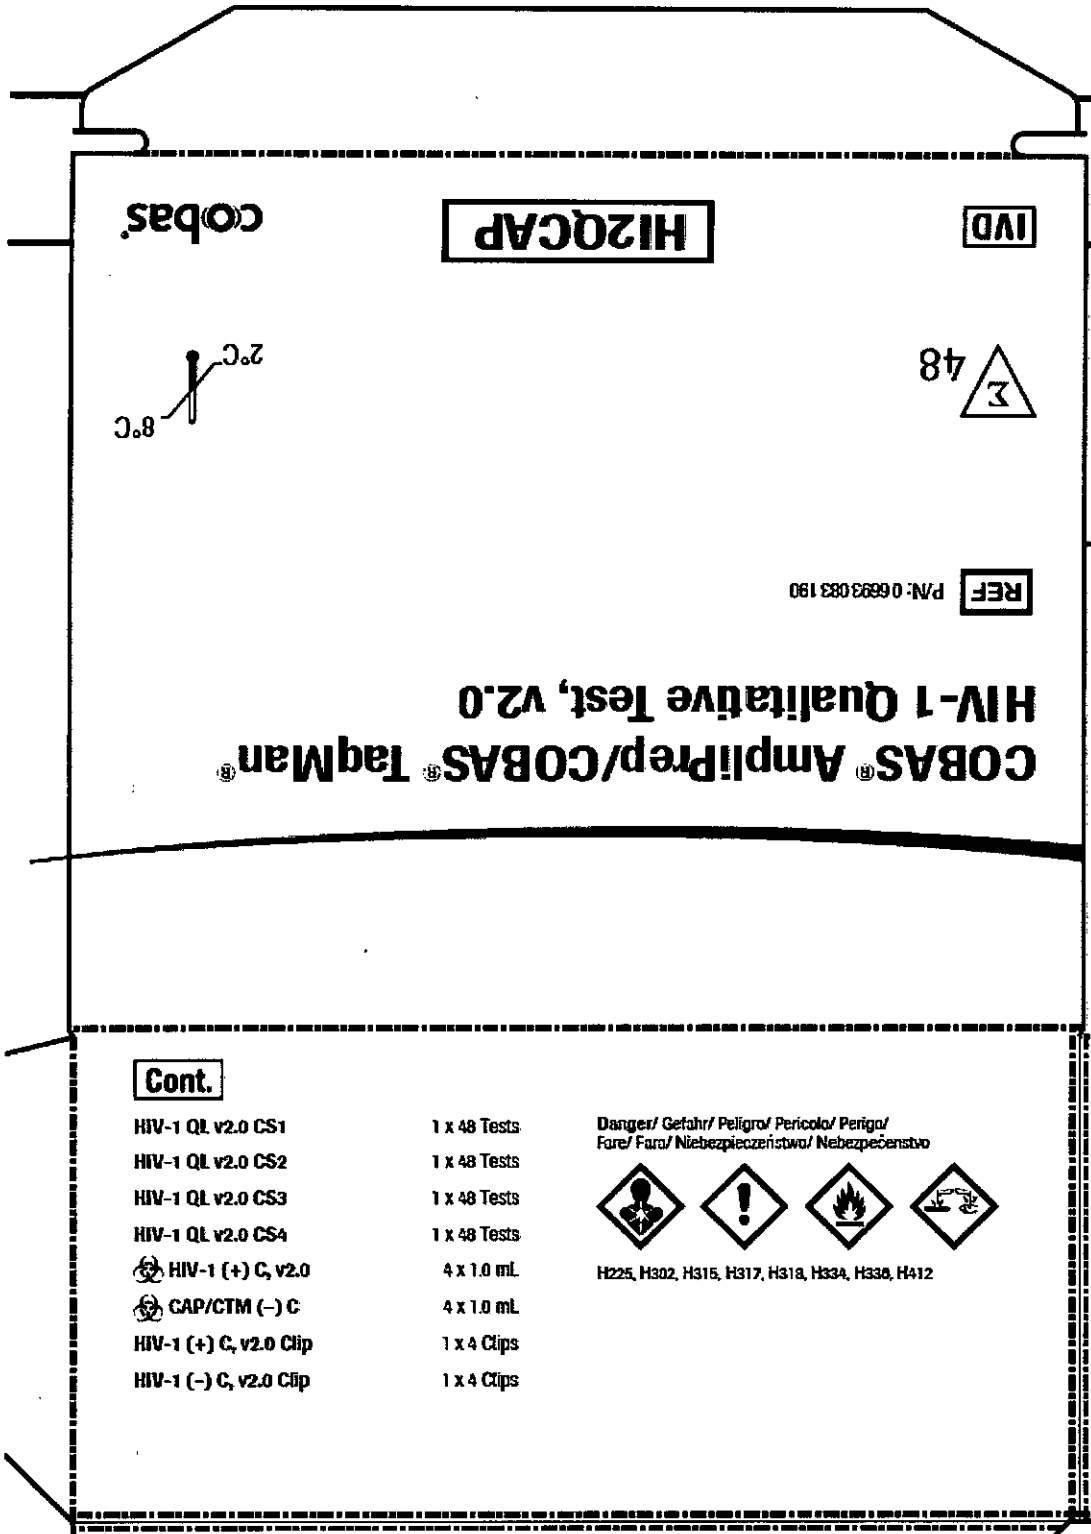 COBAS® AmpliPrep/COBAS® TaqMan®
HIV-1 Qualitative Test, v2.0
REF P/N: 06693 083 190
Σ 48
8°C
2°C
IVD HI2QCAP cobas®
Cont.
HIV-1 QL v2.0 CS1 1 x 48 Tests
HIV-1 QL v2.0 CS2 1 x 48 Tests
HIV-1 QL v2.0 CS3 1 x 48 Tests
HIV-1 QL v2.0 CS4 1 x 48 Tests
HIV-1 (+) C, v2.0 4 x 1.0 mL
CAP/CTM (–) C 4 x 1.0 mL
HIV-1 (+) C, v2.0 Clip 1 x 4 Clips
HIV-1 (–) C, v2.0 Clip 1 x 4 Clips
Danger/ Gefahr/ Peligro/ Pericolo/ Perigo/
Fare/ Fara/ Niebezpieczeństwo/ Nebezpečenstvo
H225, H302, H315, H317, H318, H334, H336, H412